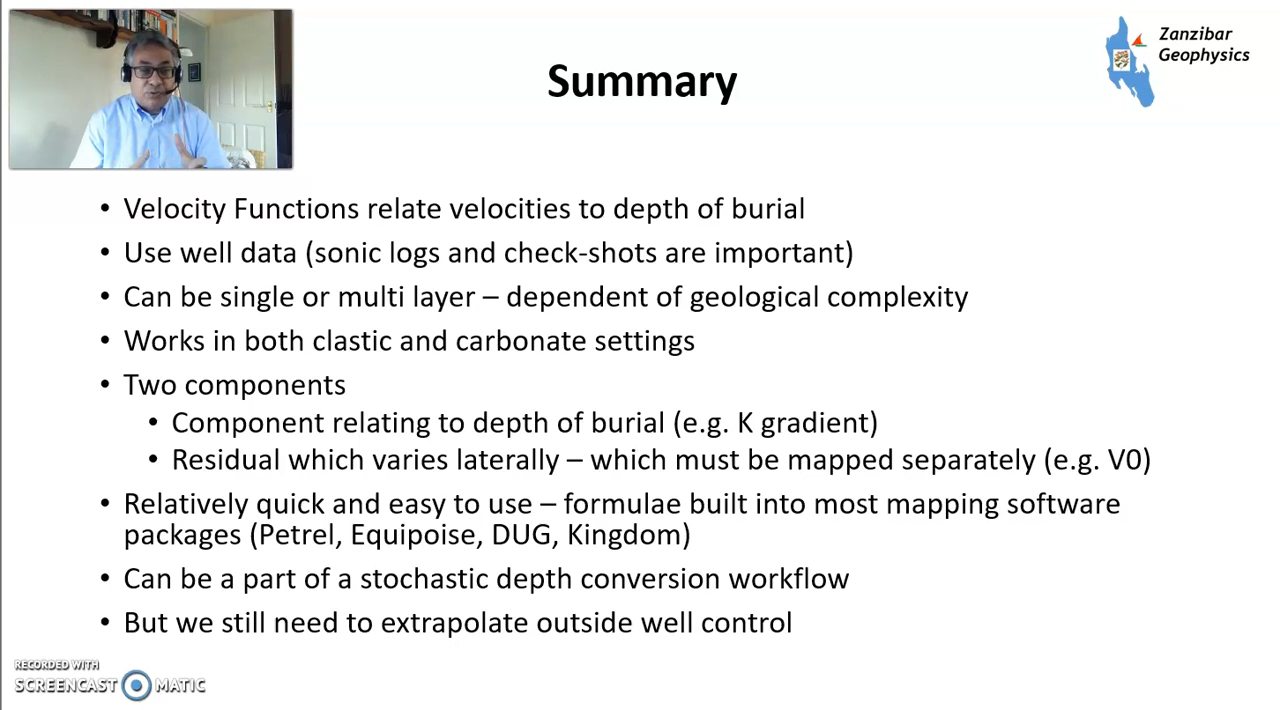 Zanzibar
Geophysics
Summary
• Velocity Functions relate velocities to depth of burial
• Use well data (sonic logs and check-shots are important)
• Can be single or multi layer – dependent of geological complexity
• Works in both clastic and carbonate settings
• Two components
• Component relating to depth of burial (e.g. K gradient)
• Residual which varies laterally – which must be mapped separately (e.g. V0)
• Relatively quick and easy to use – formulae built into most mapping software
packages (Petrel, Equipoise, DUG, Kingdom)
• Can be a part of a stochastic depth conversion workflow
• But we still need to extrapolate outside well control
RECORDED WITH
SCREENCAST MATIC